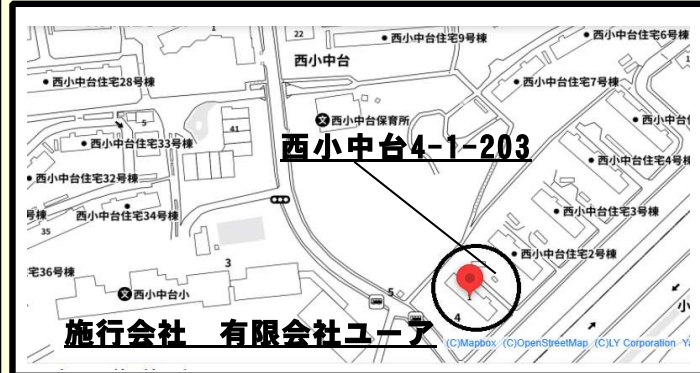 1
22
西小中台住宅9号棟
西小中台住宅6号棟
西小中台
西小中台住宅28号棟
西小中台住宅7号棟
5
41
西小中台保育所
西小中台
西小中台住宅33号棟
西小中台4-1-203
西小中台住宅4号棟
西小中台住宅32号棟
西小中台住宅34号棟
西小中台住宅3号棟
号棟
35
西小中台住宅2号棟
3
宅36号棟
西小中台小
5
1
小
4
施行会社 有限会社ユーア
(C)Mapbox (C)OpenStreetMap (C)LY Corporation